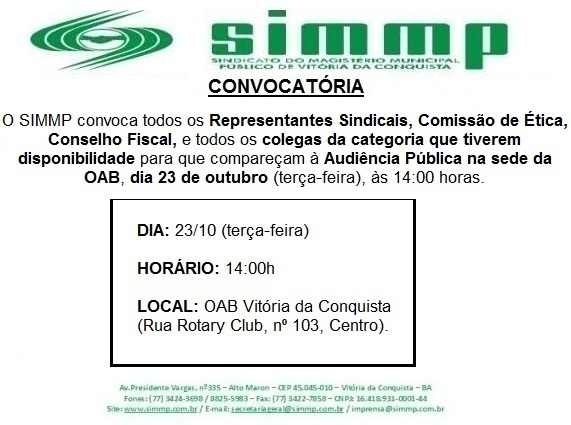 simmp
SINDICATO DO MAGISTÉRIO MUNICIPAL
PÚBLICO DE VITÓRIA DA CONQUISTA
CONVOCATÓRIA
O SIMMP convoca todos os Representantes Sindicais, Comissão de Ética,
Conselho Fiscal, e todos os colegas da categoria que tiverem
disponibilidade para que compareçam à Audiência Pública na sede da
OAB, dia 23 de outubro (terça-feira), às 14:00 horas.
DIA: 23/10 (terça-feira)
HORÁRIO: 14:00h
LOCAL: OAB Vitória da Conquista
(Rua Rotary Club, nº 103, Centro).
Av.Presidente Vargas, nº335 – Alto Maron – CEP 45.045-010 – Vitória da Conquista – BA
Fones: (77) 3424-3698 / 8825-5983 – Fax: (77) 3422-7858 – CNPJ: 16.418.931-0001-44
Site: www.simmp.com.br / E-mail: secretariageral@simmp.com.br / imprensa@simmp.com.br